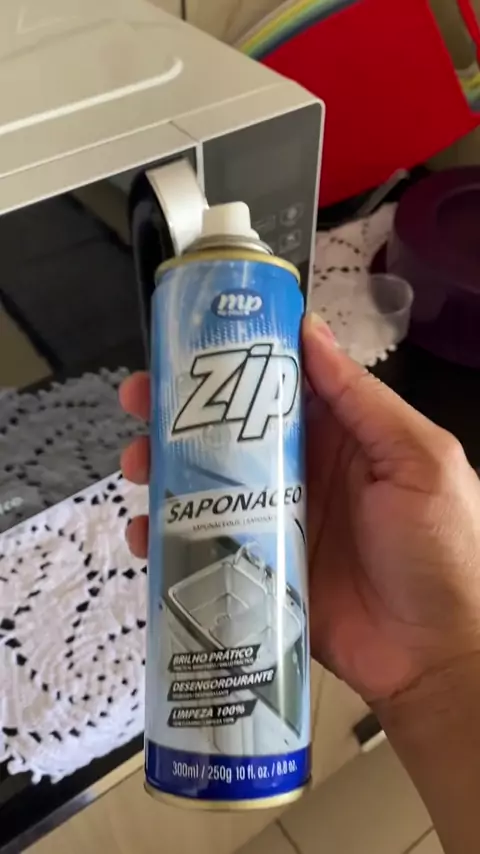 mp
Zip
SAPONÁCEO
BRILHO PRÁTICO
DESENGORDURANTE
LIMPEZA 100%
300ml / 250g 10 fl. oz. / 8.8 oz.